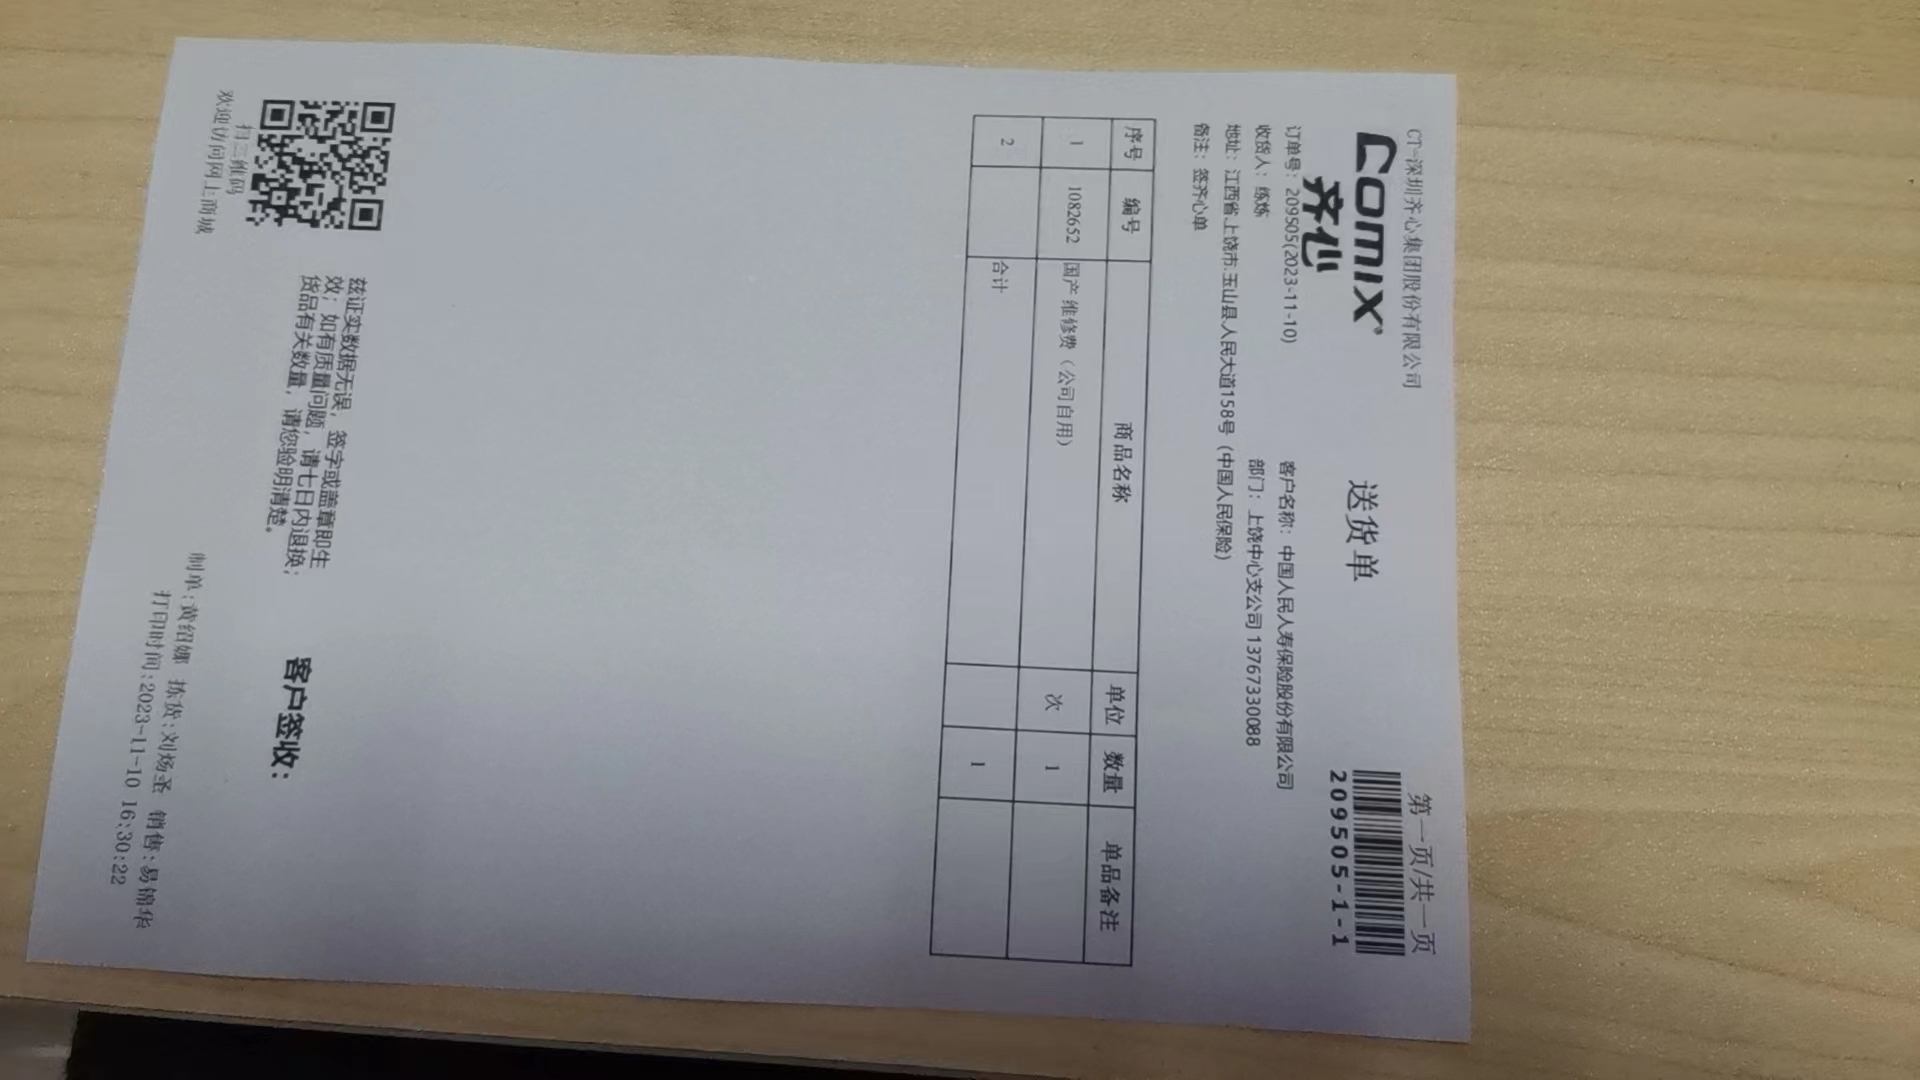 CT-深圳齐心集团股份有限公司
第一页/共一页
COMIX
齐心
送货单
209505-1-1
订单号：209505(2023-11-10)
客户名称：中国人民人寿保险股份有限公司
收货人：练炼
部门：上饶中心支公司 13767330088
地址：江西省.上饶市.玉山县.人民大道158号（中国人民保险）
备注：签齐心单
序号 编号 商品名称 单位 数量 单品备注
1 1082652 国产 维修费（公司自用） 次 1
2 合计 1
兹证实数据无误，签字或盖章即生
效；如有质量问题，请七日内退换；
货品有关数量，请您验明清楚。
客户签收：
扫二维码
欢迎访问网上商城
制单:黄绍娜 拣货:刘炀圣 销售:易锦华
打印时间:2023-11-10 16:30:22